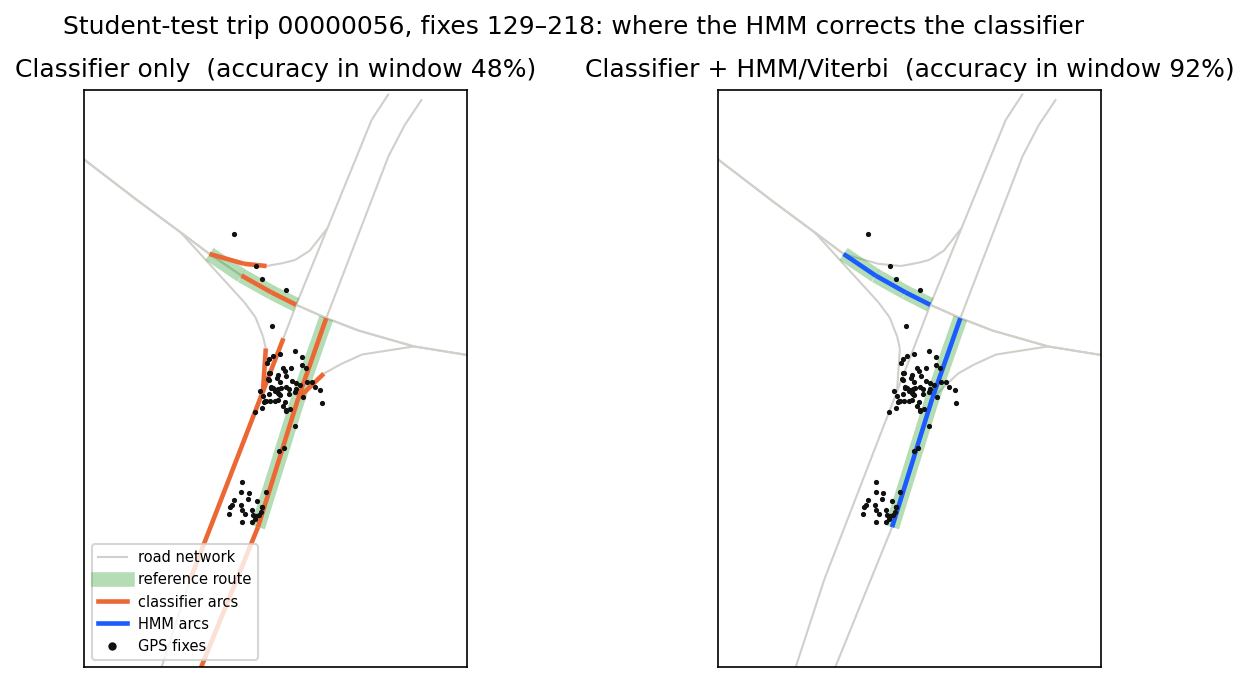 Student-test trip 00000056, fixes 129–218: where the HMM corrects the classifier
Classifier only  (accuracy in window 48%)
Classifier + HMM/Viterbi  (accuracy in window 92%)
road network
reference route
classifier arcs
HMM arcs
GPS fixes